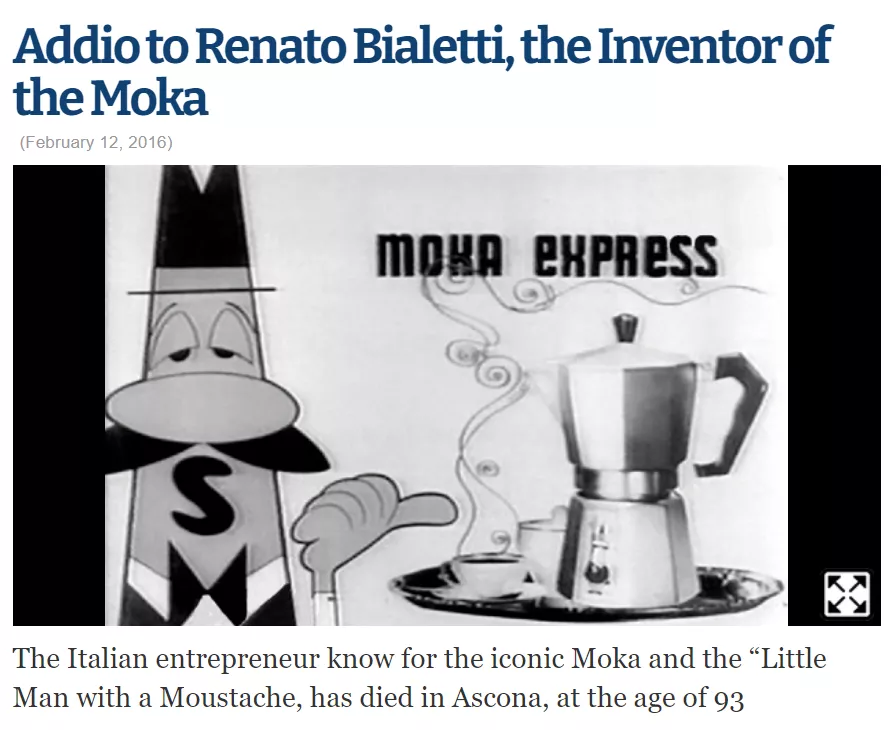 Addio to Renato Bialetti, the Inventor of
the Moka
(February 12, 2016)
MOKA EXPRESS
S
The Italian entrepreneur know for the iconic Moka and the “Little
Man with a Moustache, has died in Ascona, at the age of 93